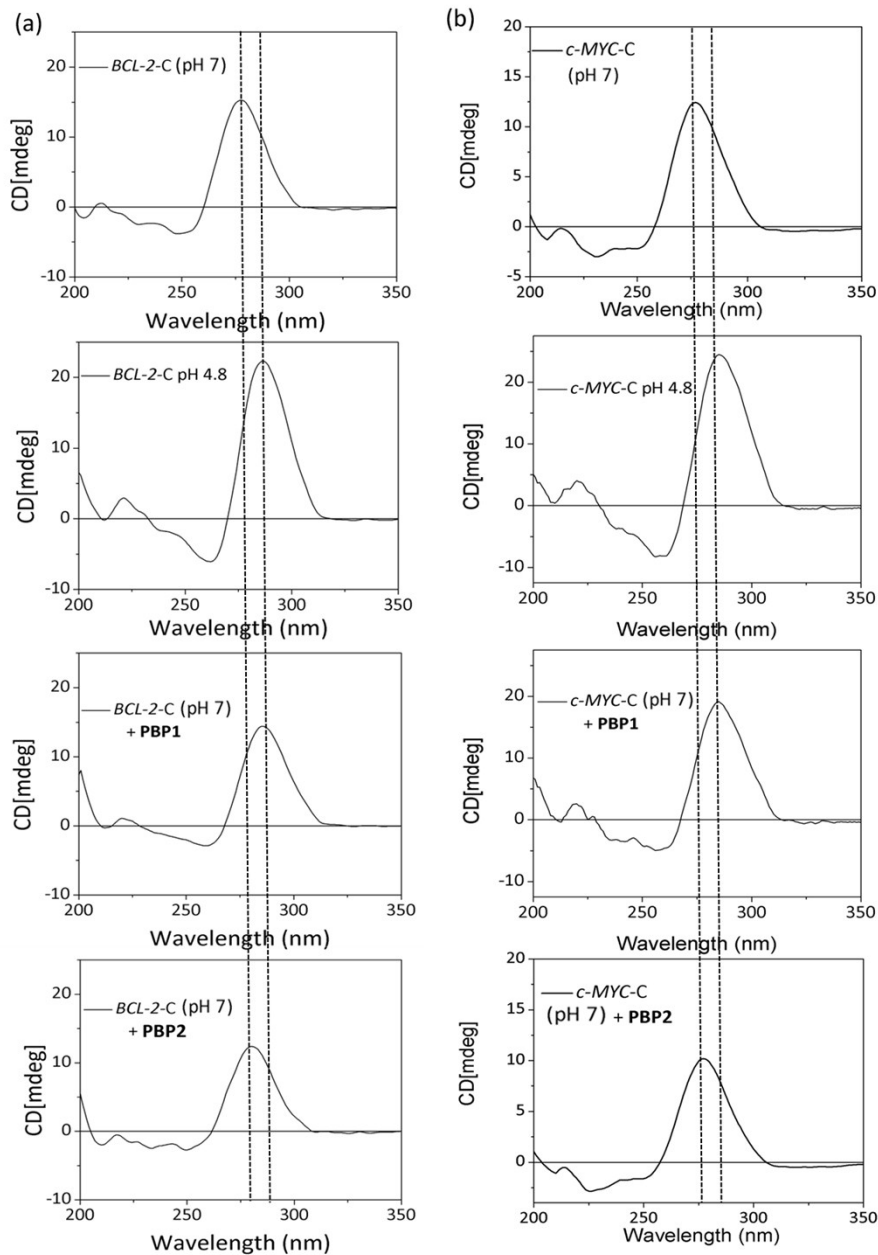 (a)
CD[mdeg]
20
10
0
-10
BCL-2-C (pH 7)
200 250 300 350
Wavelength (nm)
CD[mdeg]
20
10
0
-10
BCL-2-C pH 4.8
200 250 300 350
Wavelength (nm)
CD[mdeg]
20
10
0
-10
BCL-2-C (pH 7)
+ PBP1
200 250 300 350
Wavelength (nm)
CD[mdeg]
20
10
0
-10
BCL-2-C (pH 7)
+ PBP2
200 250 300 350
Wavelength (nm)
(b)
CD[mdeg]
20
15
10
5
0
-5
c-MYC-C
(pH 7)
200 250 300 350
Wavelength (nm)
CD[mdeg]
20
10
0
-10
c-MYC-C pH 4.8
200 250 300 350
Wavelength (nm)
CD[mdeg]
20
10
0
-10
c-MYC-C (pH 7)
+ PBP1
200 250 300 350
Wavelength (nm)
CD[mdeg]
20
15
10
5
0
-5
c-MYC-C
(pH 7) + PBP2
200 250 300 350
Wavelength (nm)